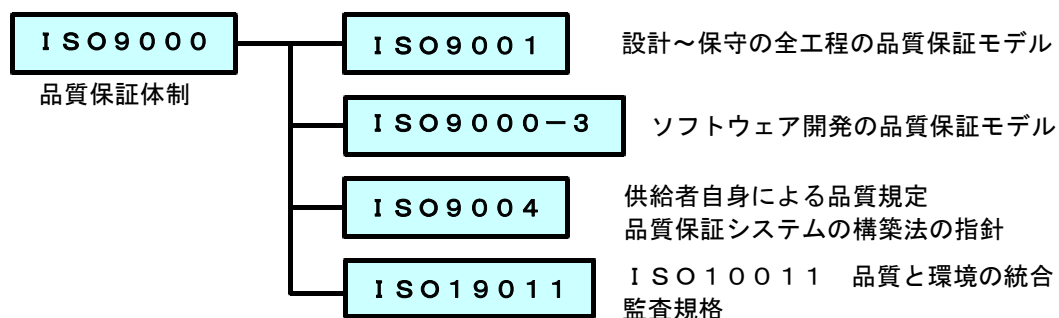 ＩＳＯ９０００
品質保証体制
ＩＳＯ９００１
設計～保守の全工程の品質保証モデル
ＩＳＯ９０００－３
ソフトウェア開発の品質保証モデル
ＩＳＯ９００４
供給者自身による品質規定
品質保証システムの構築法の指針
ＩＳＯ１９０１１
ＩＳＯ１００１１　品質と環境の統合
監査規格